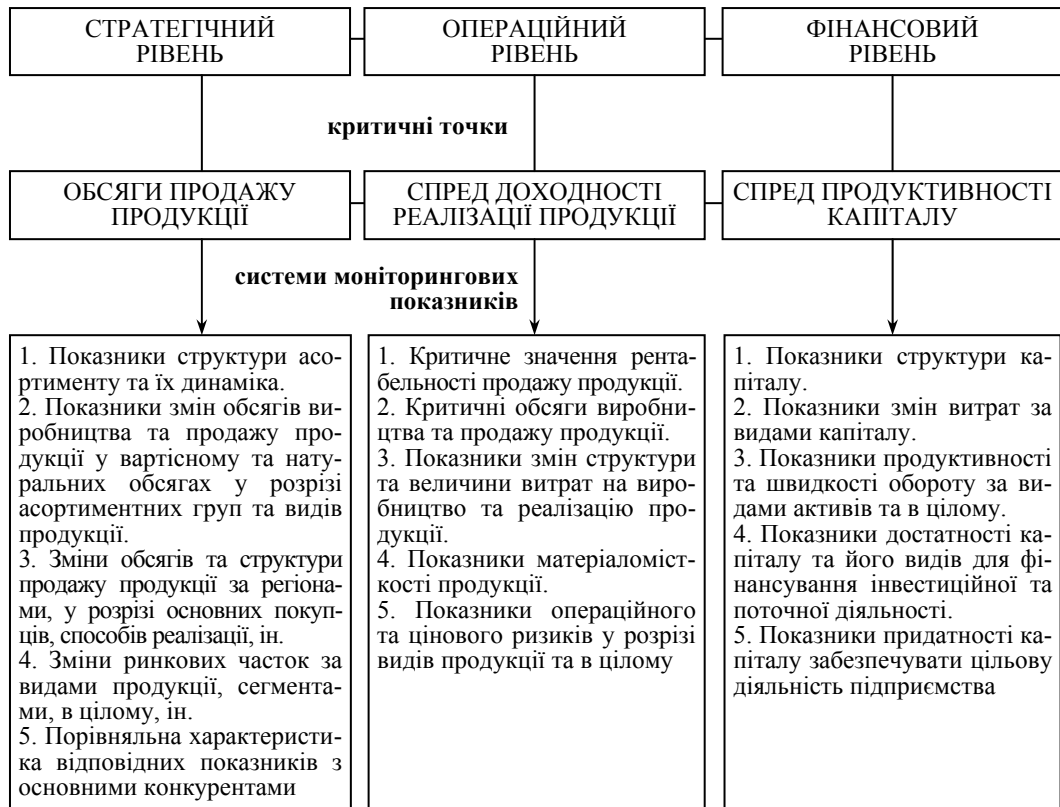 СТРАТЕГІЧНИЙ
РІВЕНЬ
ОПЕРАЦІЙНИЙ
РІВЕНЬ
ФІНАНСОВИЙ
РІВЕНЬ
критичні точки
ОБСЯГИ ПРОДАЖУ
ПРОДУКЦІЇ
СПРЕД ДОХОДНОСТІ
РЕАЛІЗАЦІЇ ПРОДУКЦІЇ
СПРЕД ПРОДУКТИВНОСТІ
КАПІТАЛУ
системи моніторингових
показників
1. Показники структури асо-
ртименту та їх динаміка.
2. Показники змін обсягів ви-
робництва та продажу про-
дукції у вартісному та нату-
ральних обсягах у розрізі
асортиментних груп та видів
продукції.
3. Зміни обсягів та структури
продажу продукції за регіона-
ми, у розрізі основних покуп-
ців, способів реалізації, ін.
4. Зміни ринкових часток за
видами продукції, сегмента-
ми, в цілому, ін.
5. Порівняльна характеристи-
ка відповідних показників з
основними конкурентами
1. Критичне значення рента-
бельності продажу продукції.
2. Критичні обсяги виробни-
цтва та продажу продукції.
3. Показники змін структури
та величини витрат на виро-
бництво та реалізацію про-
дукції.
4. Показники матеріаломіст-
кості продукції.
5. Показники операційного
та цінового ризиків у розрізі
видів продукції та в цілому
1. Показники структури ка-
піталу.
2. Показники змін витрат за
видами капіталу.
3. Показники продуктивності
та швидкості обороту за ви-
дами активів та в цілому.
4. Показники достатності ка-
піталу та його видів для фі-
нансування інвестиційної та
поточної діяльності.
5. Показники придатності ка-
піталу забезпечувати цільову
діяльність підприємства